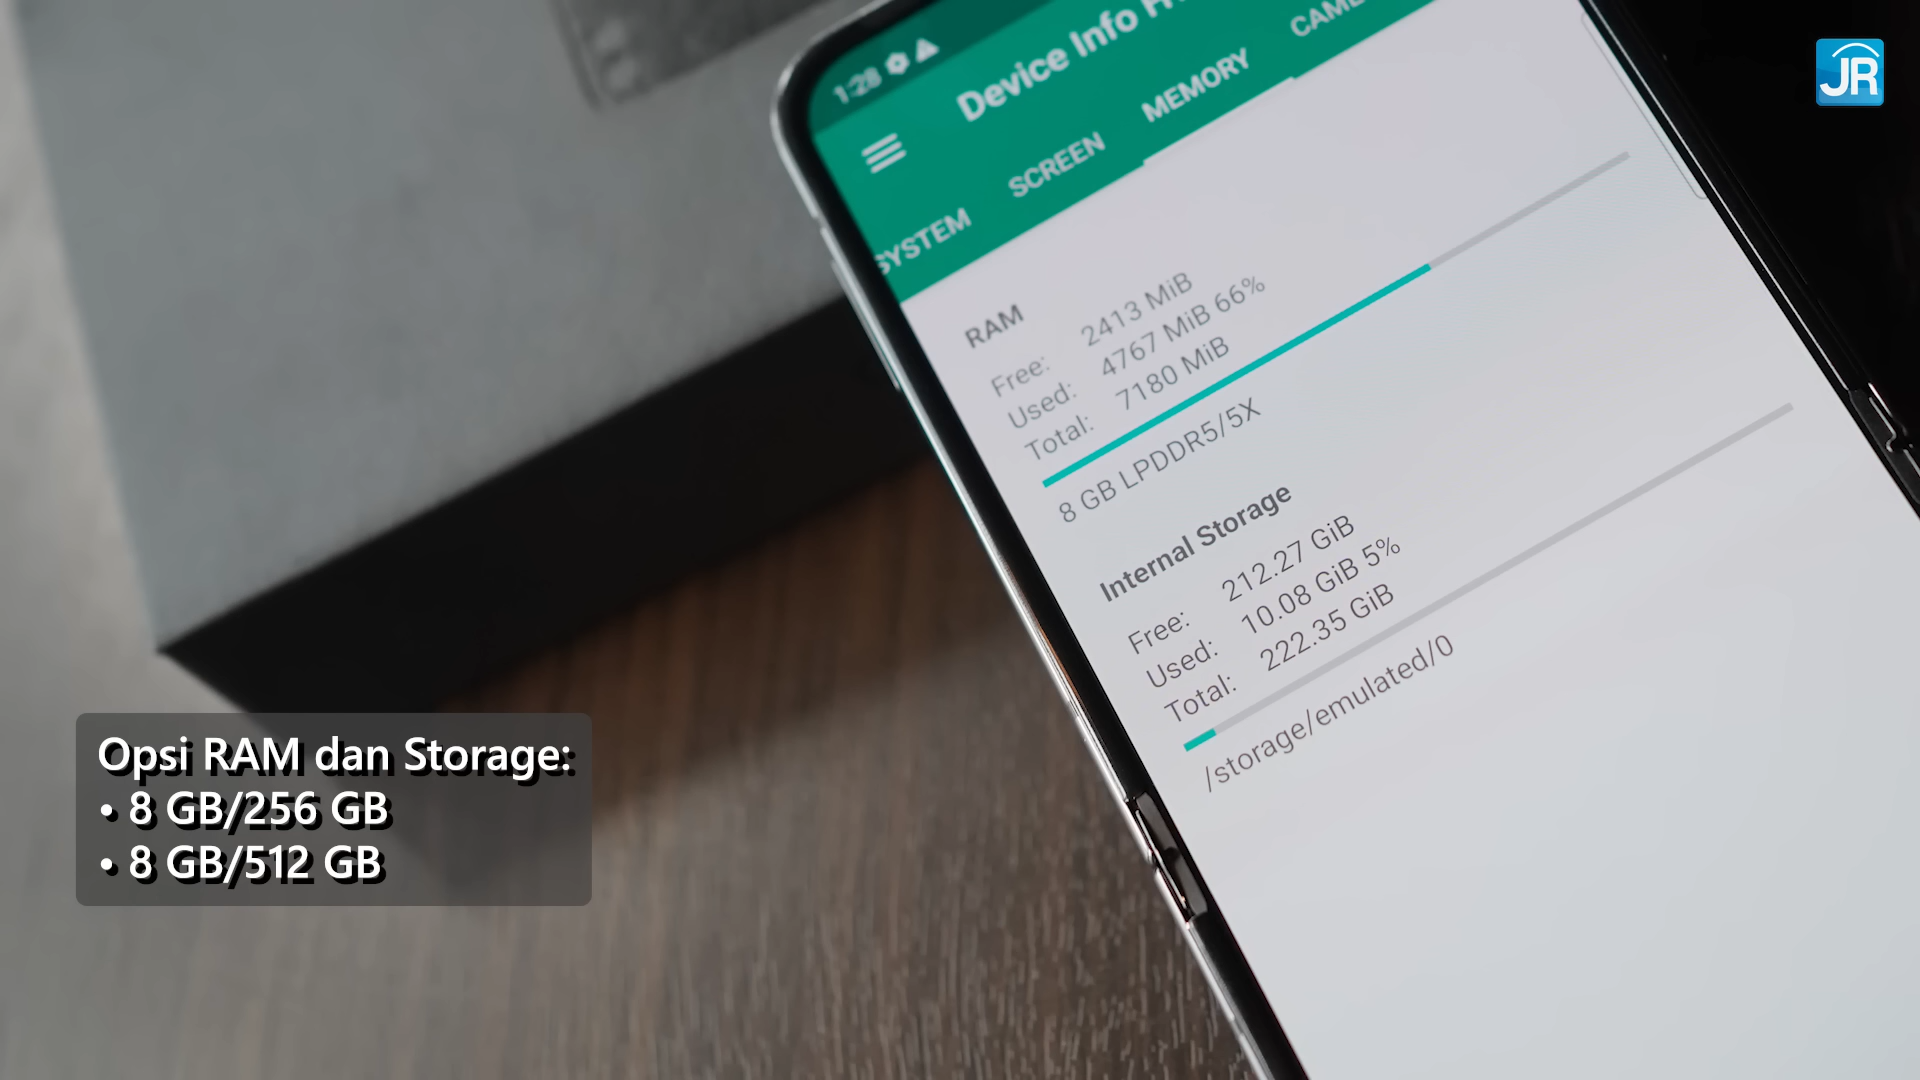 JR
1:28
Device Info
SYSTEM SCREEN MEMORY
RAM
Free: 2413 MiB
Used: 4767 MiB 66%
Total: 7180 MiB
8 GB LPDDR5/5X
Internal Storage
Free: 212.27 GiB
Used: 10.08 GiB 5%
Total: 222.35 GiB
/storage/emulated/0
Opsi RAM dan Storage:
• 8 GB/256 GB
• 8 GB/512 GB